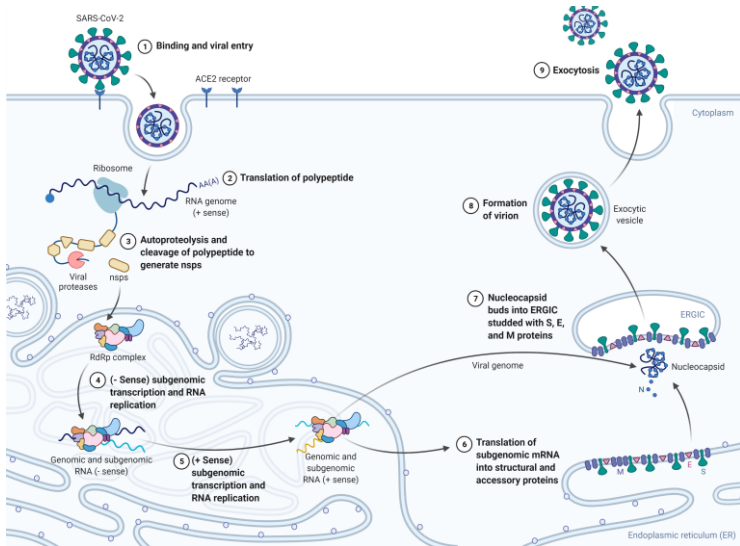 SARS-CoV-2
1 Binding and viral entry
ACE2 receptor
9 Exocytosis
Cytoplasm
Ribosome
AA(A)
2 Translation of polypeptide
RNA genome
(+ sense)
8 Formation
of virion
Exocytic
vesicle
3 Autoproteolysis and
cleavage of polypeptide to
generate nsps
Viral
proteases
nsps
7 Nucleocapsid
buds into ERGIC
studded with S, E,
and M proteins
ERGIC
RdRp complex
Viral genome
Nucleocapsid
N
4 (- Sense) subgenomic
transcription and RNA
replication
Genomic and subgenomic
RNA (- sense)
5 (+ Sense)
subgenomic
transcription and
RNA replication
Genomic and
subgenomic
RNA (+ sense)
6 Translation of
subgenomic mRNA
into structural and
accessory proteins
M
E
S
Endoplasmic reticulum (ER)